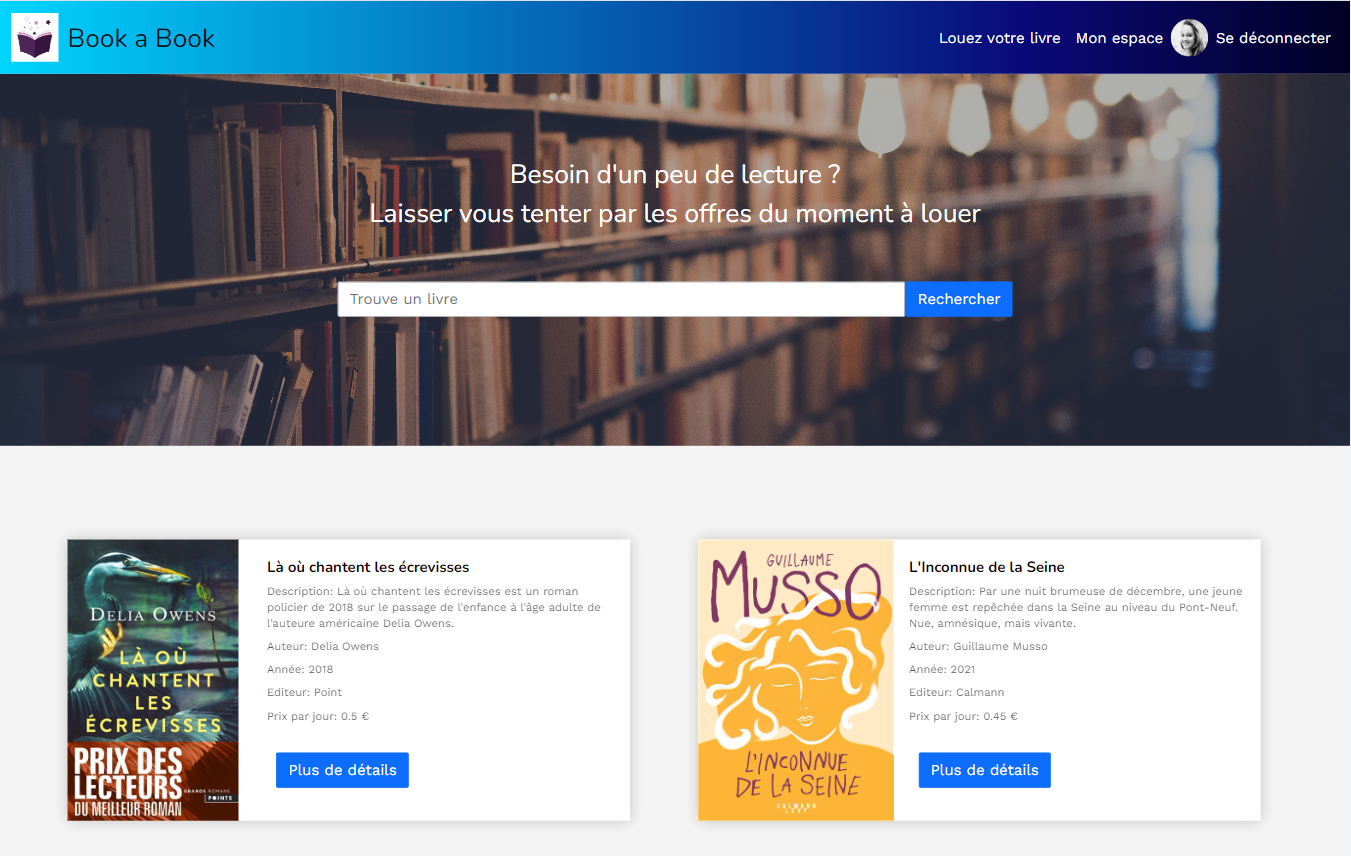 Book a Book
Louez votre livre Mon espace Se déconnecter
Besoin d'un peu de lecture ?
Laisser vous tenter par les offres du moment à louer
Trouve un livre Rechercher
DELIA OWENS
LÀ OÙ
CHANTENT
LES
ÉCREVISSES
PRIX DES
LECTEURS
DU MEILLEUR ROMAN
GRANDS ROMANS
POINTS
Là où chantent les écrevisses
Description: Là où chantent les écrevisses est un roman
policier de 2018 sur le passage de l'enfance à l'âge adulte de
l'auteure américaine Delia Owens.
Auteur: Delia Owens
Année: 2018
Editeur: Point
Prix par jour: 0.5 €
Plus de détails
GUILLAUME
MUSSO
L'INCONNUE
DE LA SEINE
CALMANN
LEVY
L'Inconnue de la Seine
Description: Par une nuit brumeuse de décembre, une jeune
femme est repêchée dans la Seine au niveau du Pont-Neuf.
Nue, amnésique, mais vivante.
Auteur: Guillaume Musso
Année: 2021
Editeur: Calmann
Prix par jour: 0.45 €
Plus de détails